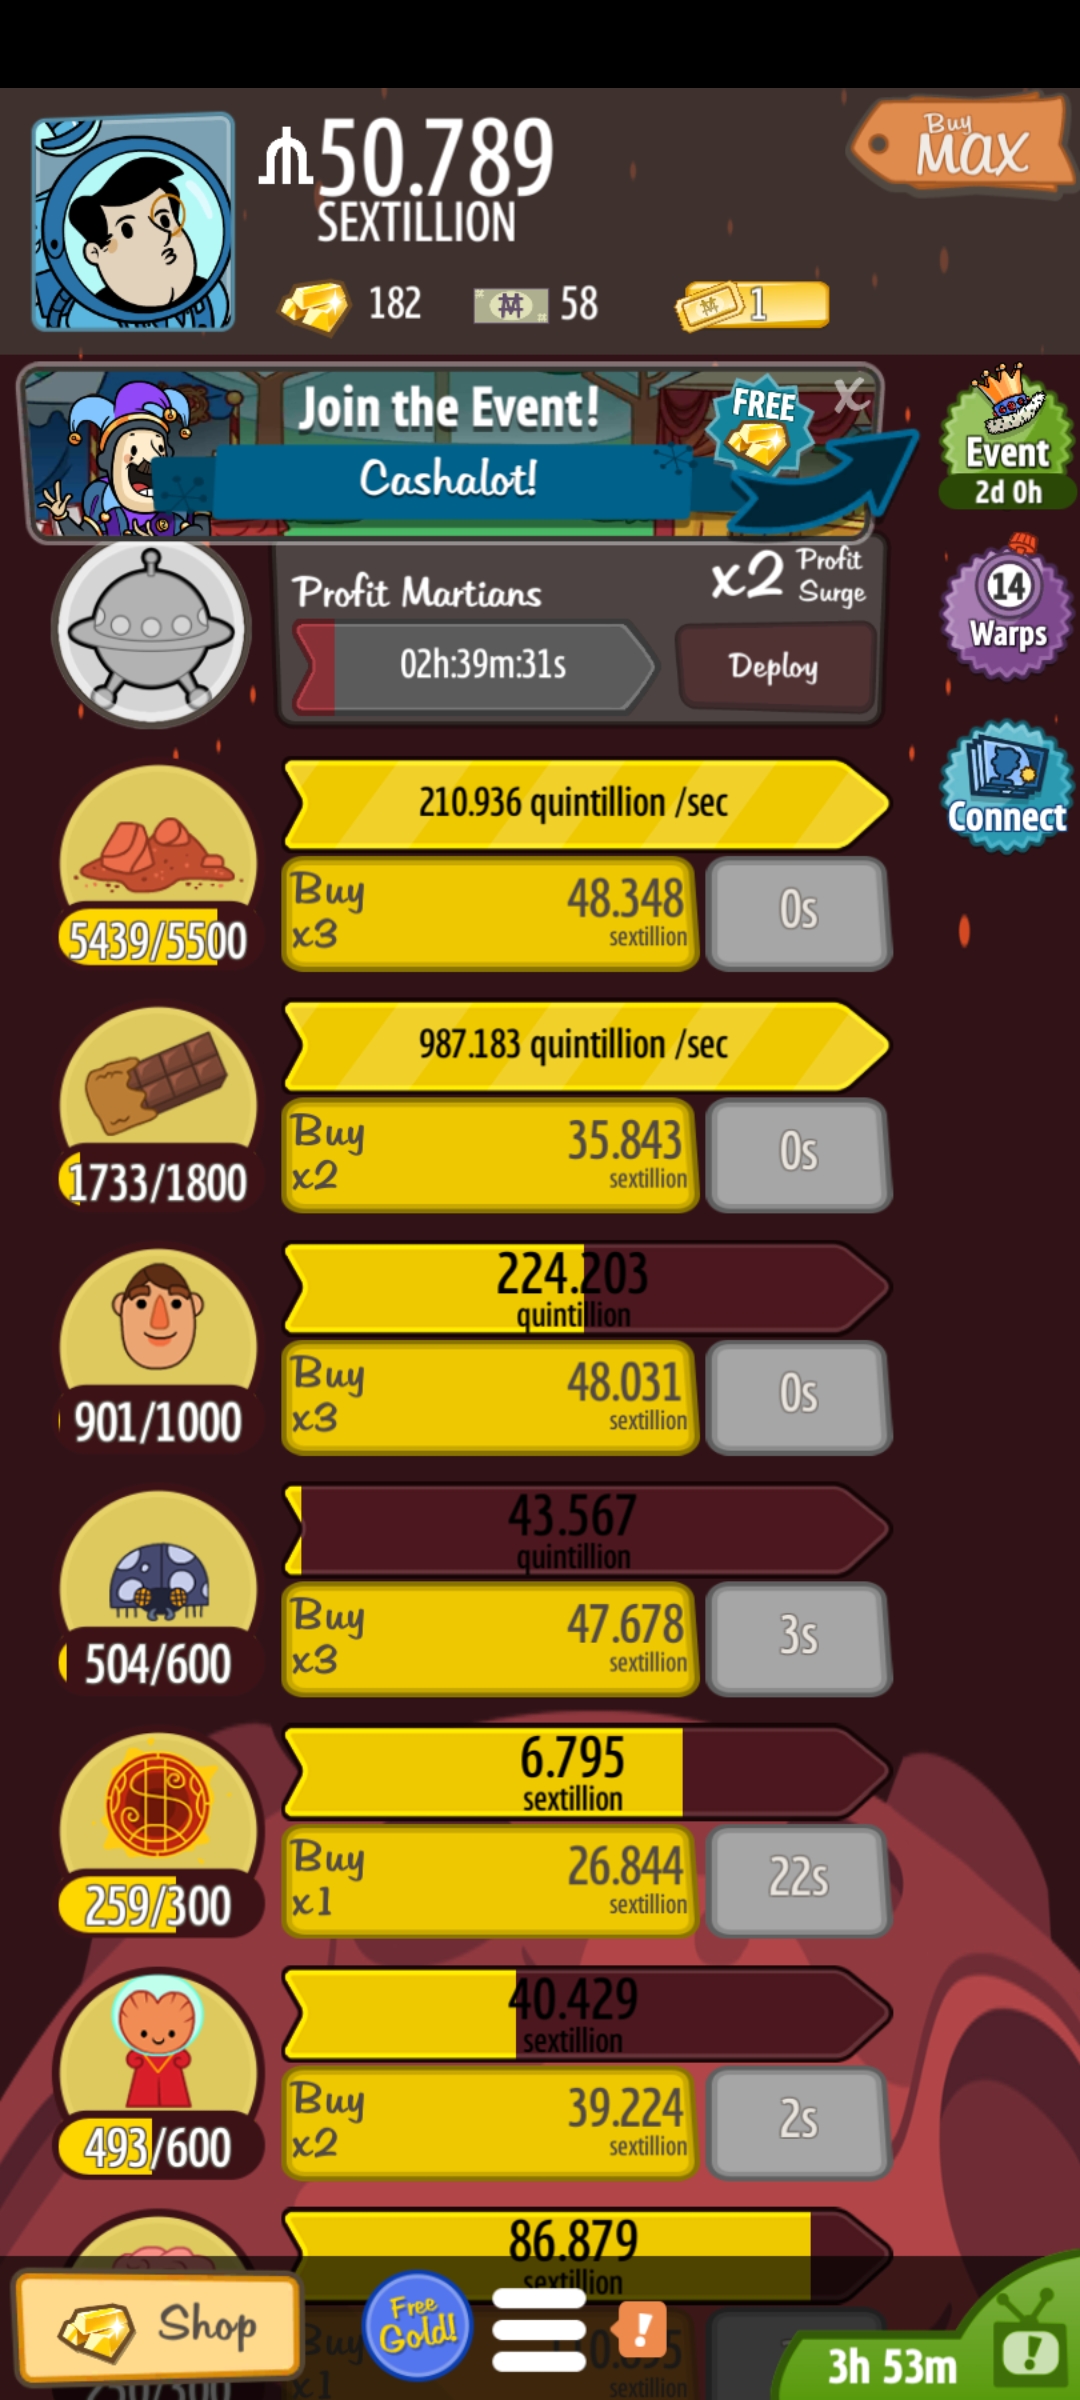 50.789
SEXTILLION
Buy
MAX
182
58
1
Join the Event!
FREE
X
Cashalot!
Event
2d 0h
Profit Martians
x2 Profit Surge
02h:39m:31s
Deploy
14
Warps
Connect
210.936 quintillion /sec
Buy
x3
48.348
sextillion
0s
5439/5500
987.183 quintillion /sec
Buy
x2
35.843
sextillion
0s
1733/1800
224.203
quintillion
Buy
x3
48.031
sextillion
0s
901/1000
43.567
quintillion
Buy
x3
47.678
sextillion
3s
504/600
6.795
sextillion
Buy
x1
26.844
sextillion
22s
259/300
40.429
sextillion
Buy
x2
39.224
sextillion
2s
493/600
86.879
sextillion
Buy
x1
sextillion
Shop
Free
Gold!
!
3h 53m
!